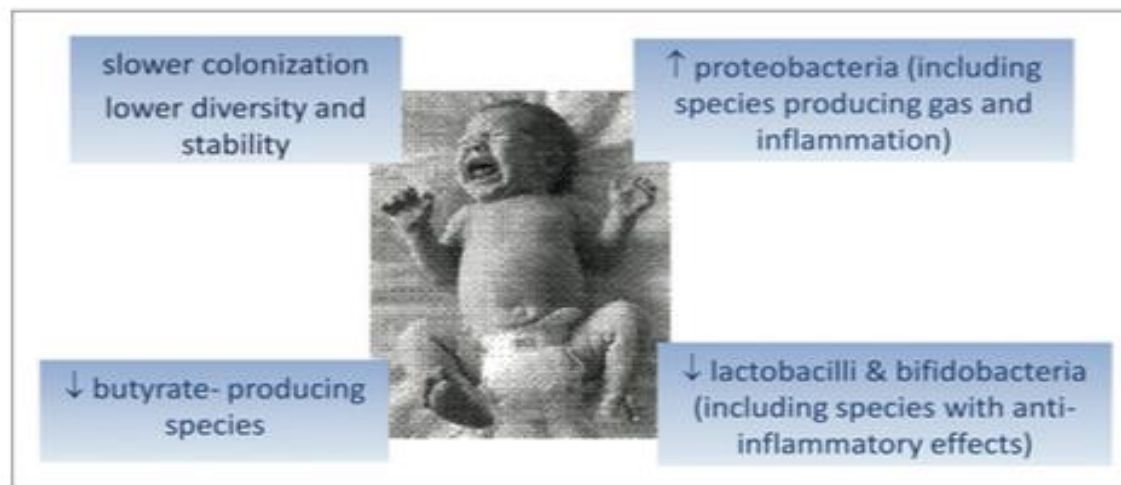 slower colonization
lower diversity and
stability
↑ proteobacteria (including
species producing gas and
inflammation)
↓ butyrate- producing
species
↓ lactobacilli & bifidobacteria
(including species with anti-
inflammatory effects)